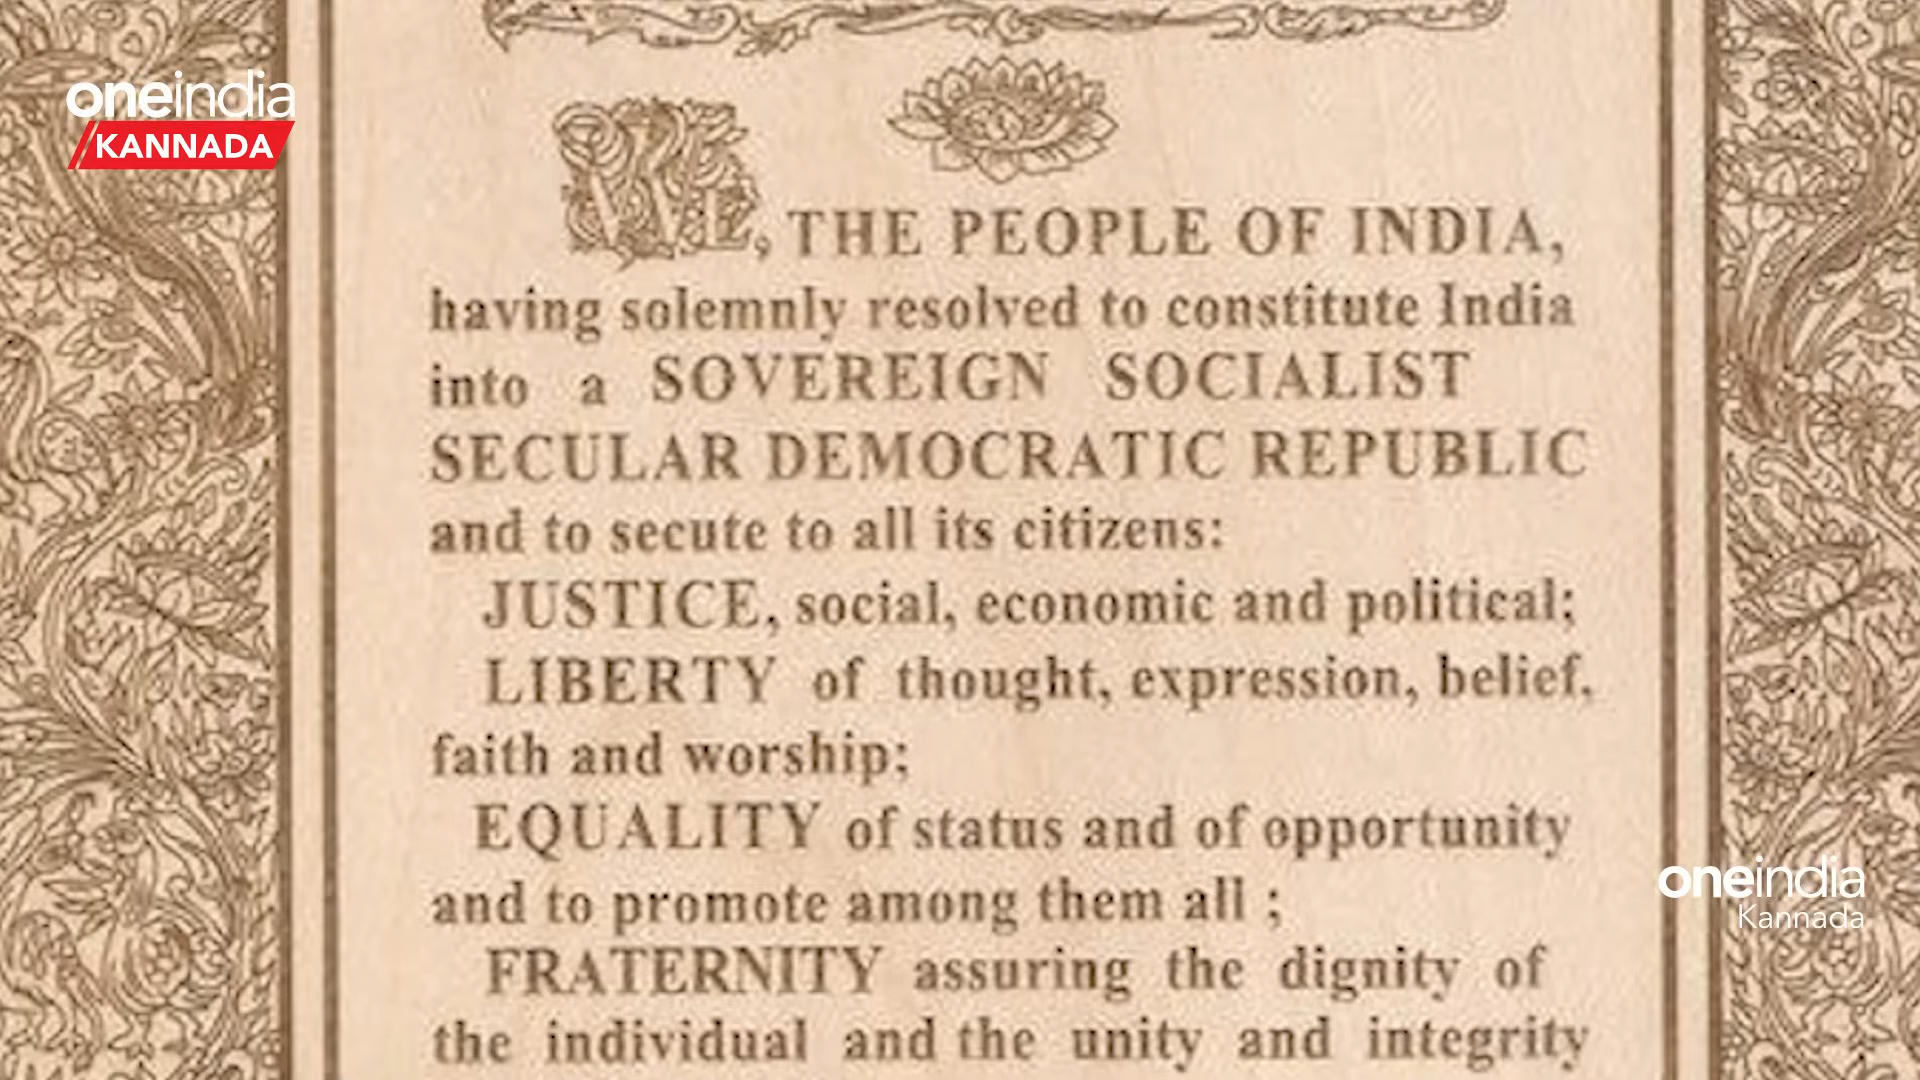 oneindia
KANNADA
WE, THE PEOPLE OF INDIA,
having solemnly resolved to constitute India
into a SOVEREIGN SOCIALIST
SECULAR DEMOCRATIC REPUBLIC
and to secute to all its citizens:
JUSTICE, social, economic and political;
LIBERTY of thought, expression, belief,
faith and worship;
EQUALITY of status and of opportunity
and to promote among them all ;
FRATERNITY assuring the dignity of
the individual and the unity and integrity
oneindia
Kannada